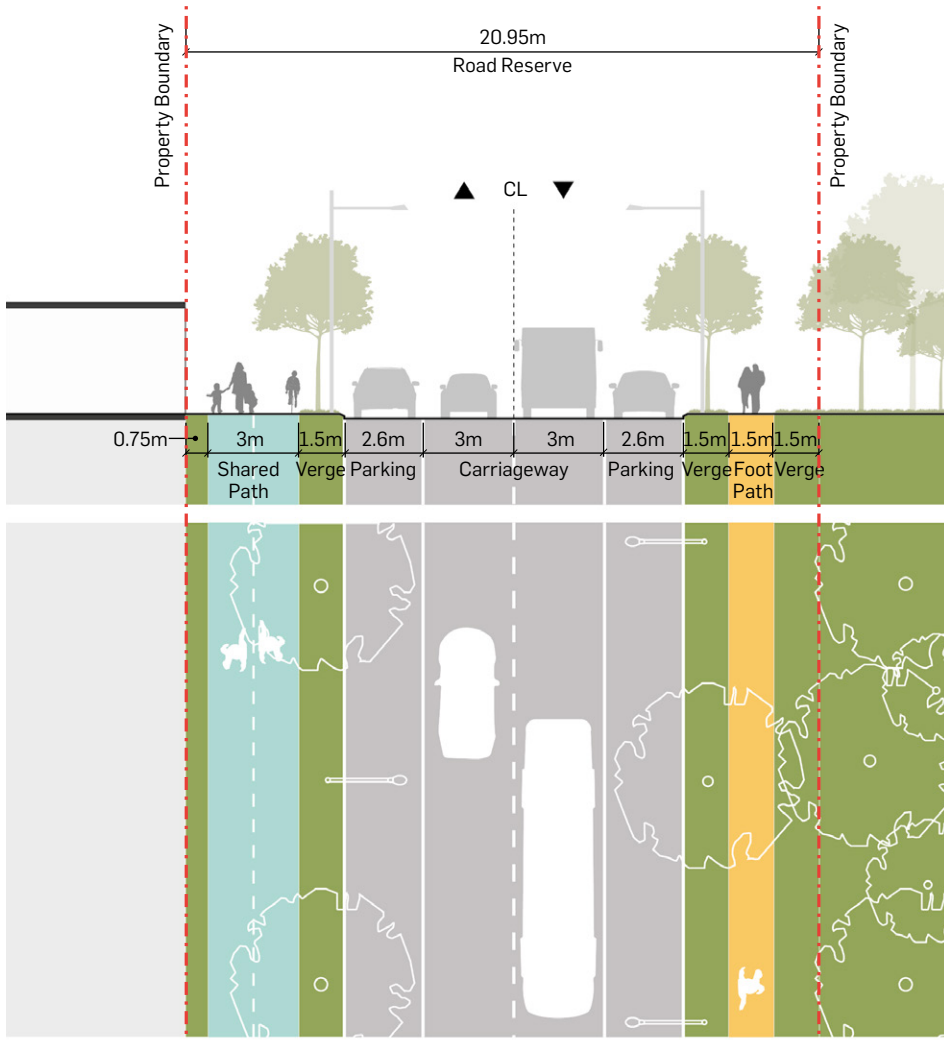 20.95m
Road Reserve
Property Boundary
Property Boundary
CL
0.75m
3m
1.5m
2.6m
3m
3m
2.6m
1.5m
1.5m
1.5m
Shared
Path
Verge
Parking
Carriageway
Parking
Verge
Foot
Path
Verge